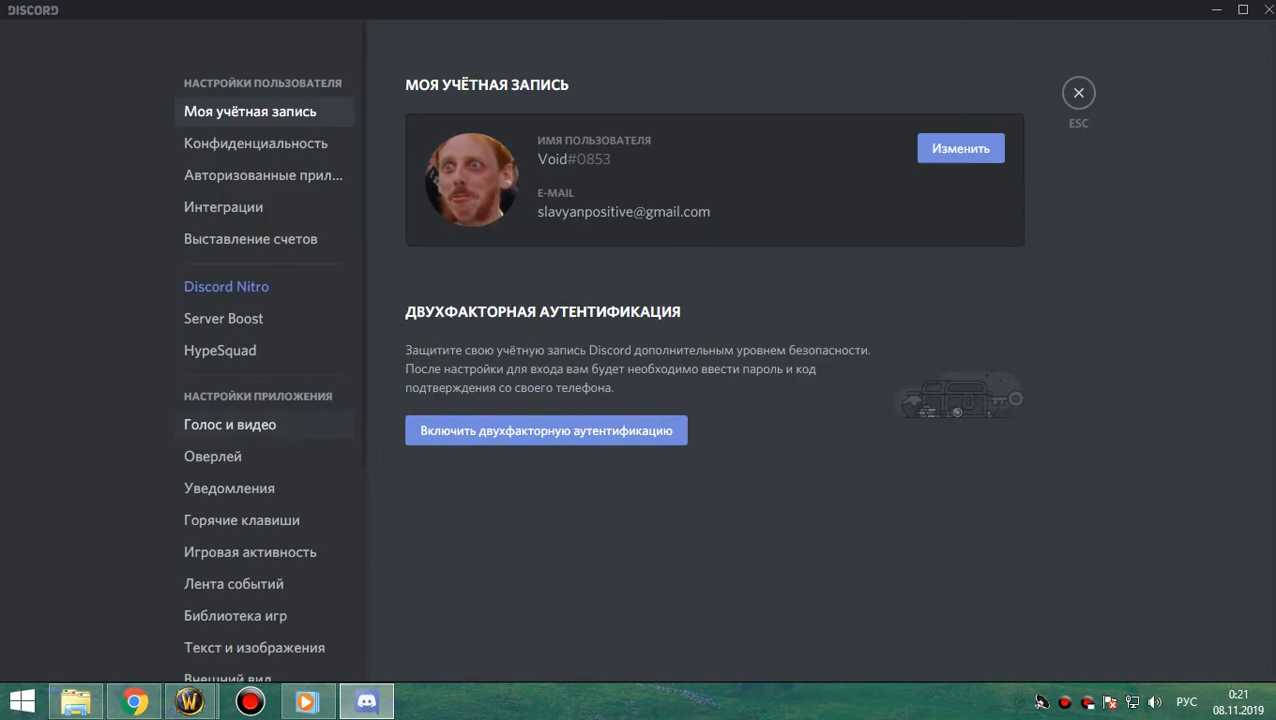 DISCORD
НАСТРОЙКИ ПОЛЬЗОВАТЕЛЯ
Моя учётная запись
Конфиденциальность
Авторизованные прил...
Интеграции
Выставление счетов
Discord Nitro
Server Boost
HypeSquad
НАСТРОЙКИ ПРИЛОЖЕНИЯ
Голос и видео
Оверлей
Уведомления
Горячие клавиши
Игровая активность
Лента событий
Библиотека игр
Текст и изображения
Внешний вид
МОЯ УЧЁТНАЯ ЗАПИСЬ
ИМЯ ПОЛЬЗОВАТЕЛЯ
Void#0853
E-MAIL
slavyanpositive@gmail.com
Изменить
ESC
ДВУХФАКТОРНАЯ АУТЕНТИФИКАЦИЯ
Защитите свою учётную запись Discord дополнительным уровнем безопасности.
После настройки для входа вам будет необходимо ввести пароль и код
подтверждения со своего телефона.
Включить двухфакторную аутентификацию
РУС
0:21
08.11.2019